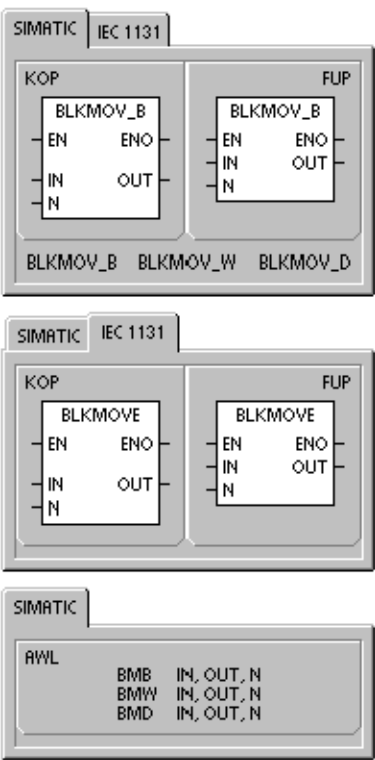 SIMATIC IEC 1131
KOP FUP
BLKMOV_B BLKMOV_B
EN ENO EN ENO
IN OUT
IN OUT
N N
BLKMOV_B BLKMOV_W BLKMOV_D
SIMATIC IEC 1131
KOP FUP
BLKMOVE BLKMOVE
EN ENO EN ENO
IN OUT
IN OUT
N N
SIMATIC
AWL
BMB IN, OUT, N
BMW IN, OUT, N
BMD IN, OUT, N